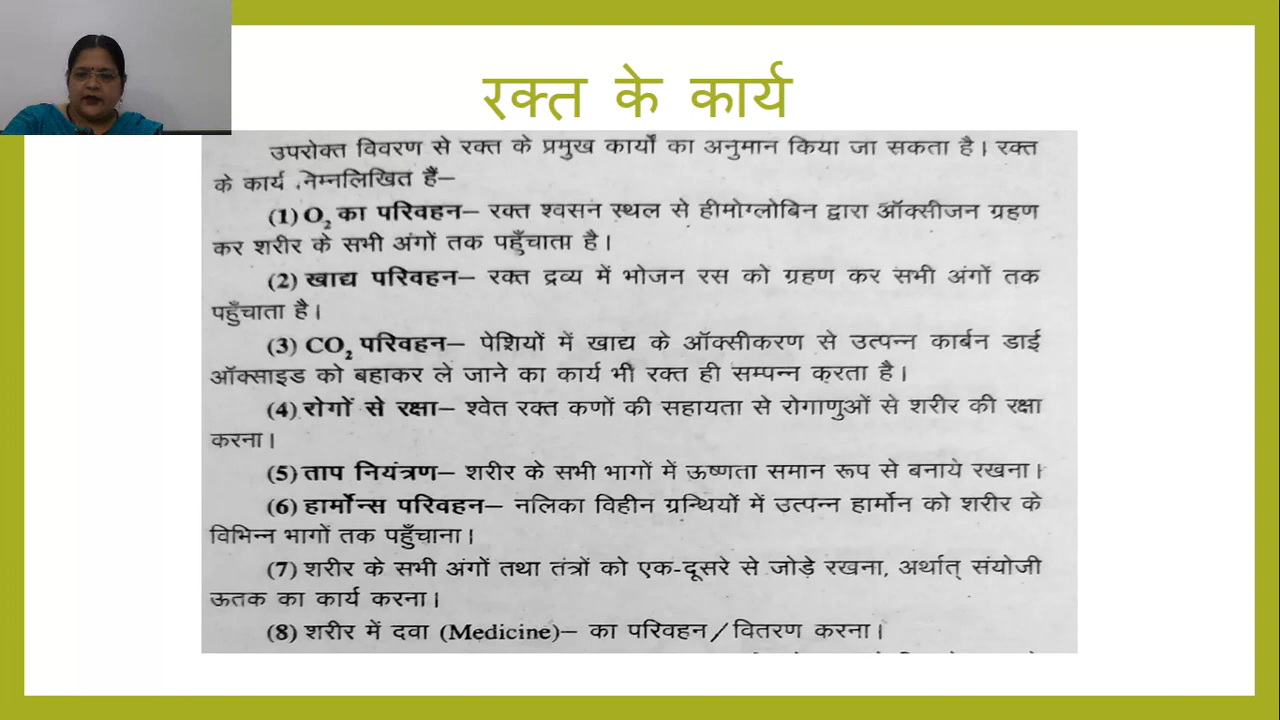 रक्त के कार्य
उपरोक्त विवरण से रक्त के प्रमुख कार्यों का अनुमान किया जा सकता है। रक्त
के कार्य नेम्नलिखित हैं–
(1) O₂ का परिवहन– रक्त श्वसन स्थल से हीमोग्लोबिन द्वारा ऑक्सीजन ग्रहण
कर शरीर के सभी अंगों तक पहुँचाता है।
(2) खाद्य परिवहन– रक्त द्रव्य में भोजन रस को ग्रहण कर सभी अंगों तक
पहुँचाता है।
(3) CO₂ परिवहन– पेशियों में खाद्य के ऑक्सीकरण से उत्पन्न कार्बन डाई
ऑक्साइड को बहाकर ले जाने का कार्य भी रक्त ही सम्पन्न करता है।
(4) रोगों से रक्षा– श्वेत रक्त कणों की सहायता से रोगाणुओं से शरीर की रक्षा
करना।
(5) ताप नियंत्रण– शरीर के सभी भागों में ऊष्णता समान रूप से बनाये रखना।
(6) हार्मोन्स परिवहन– नलिका विहीन ग्रन्थियों में उत्पन्न हार्मोन को शरीर के
विभिन्न भागों तक पहुँचाना।
(7) शरीर के सभी अंगों तथा तंत्रों को एक-दूसरे से जोड़े रखना, अर्थात् संयोजी
ऊतक का कार्य करना।
(8) शरीर में दवा (Medicine)– का परिवहन/वितरण करना।